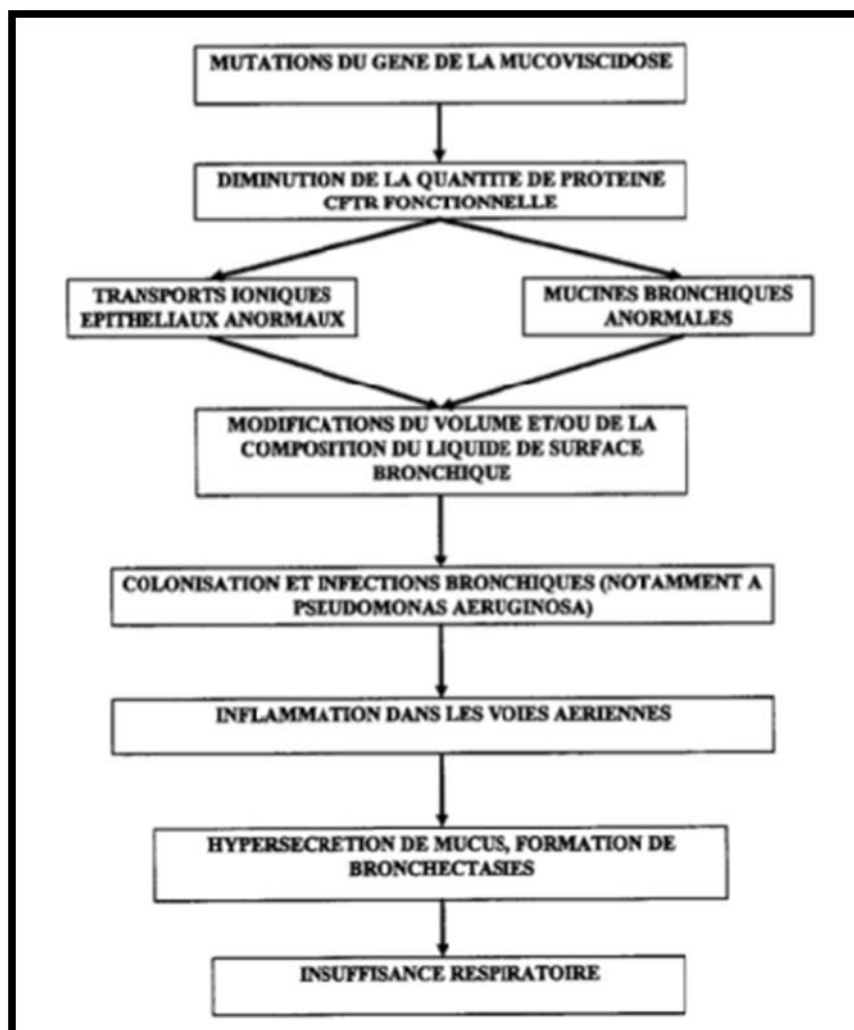 MUTATIONS DU GENE DE LA MUCOVISCIDOSE
DIMINUTION DE LA QUANTITE DE PROTEINE
CFTR FONCTIONNELLE
TRANSPORTS IONIQUES
EPITHELIAUX ANORMAUX
MUCINES BRONCHIQUES
ANORMALES
MODIFICATIONS DU VOLUME ET/OU DE LA
COMPOSITION DU LIQUIDE DE SURFACE
BRONCHIQUE
COLONISATION ET INFECTIONS BRONCHIQUES (NOTAMMENT A
PSEUDOMONAS AERUGINOSA)
INFLAMMATION DANS LES VOIES AERIENNES
HYPERSECRETION DE MUCUS, FORMATION DE
BRONCHECTASIES
INSUFFISANCE RESPIRATOIRE